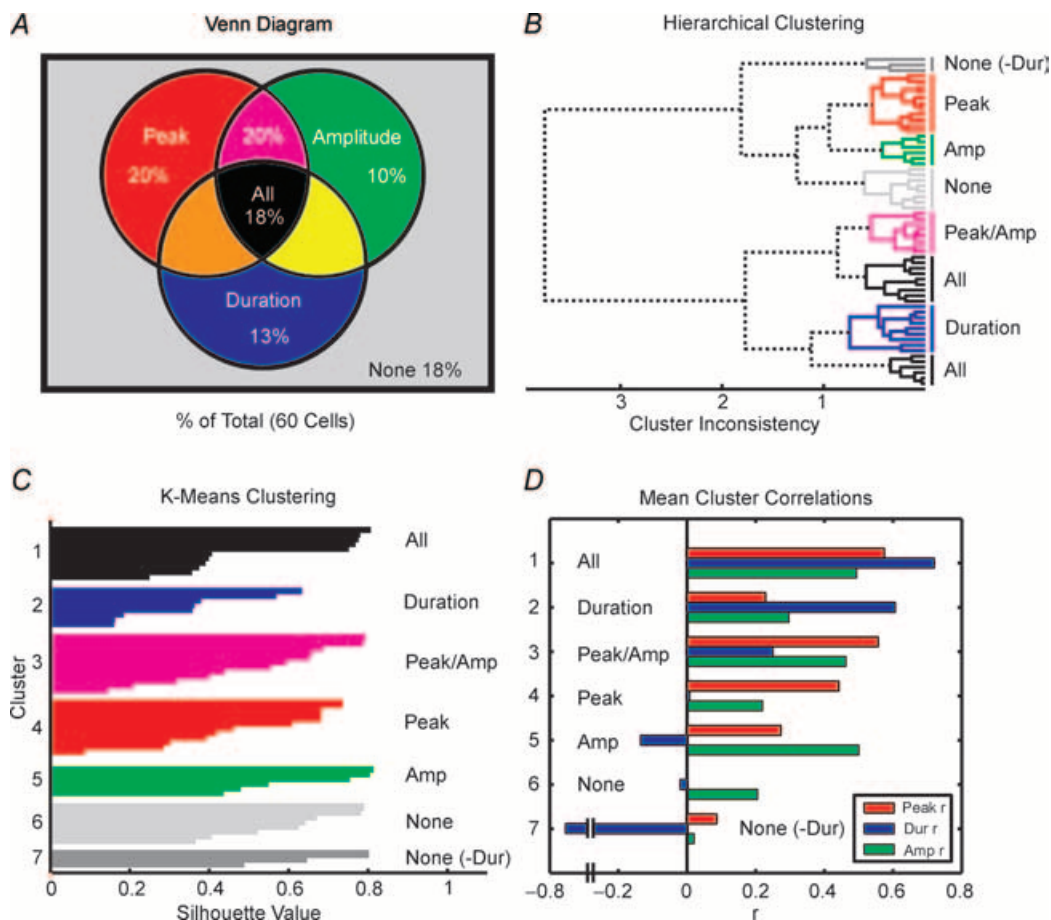 A
Venn Diagram
Peak
20%
20%
Amplitude
10%
All
18%
Duration
13%
None 18%
% of Total (60 Cells)
B
Hierarchical Clustering
None (-Dur)
Peak
Amp
None
Peak/Amp
All
Duration
All
3 2 1
Cluster Inconsistency
C
K-Means Clustering
Cluster
1 All
2 Duration
3 Peak/Amp
4 Peak
5 Amp
6 None
7 None (-Dur)
0 0.2 0.4 0.6 0.8 1
Silhouette Value
D
Mean Cluster Correlations
1 All
2 Duration
3 Peak/Amp
4 Peak
5 Amp
6 None
7 None (-Dur)
Peak r
Dur r
Amp r
−0.8 −0.2 0 0.2 0.4 0.6 0.8
r